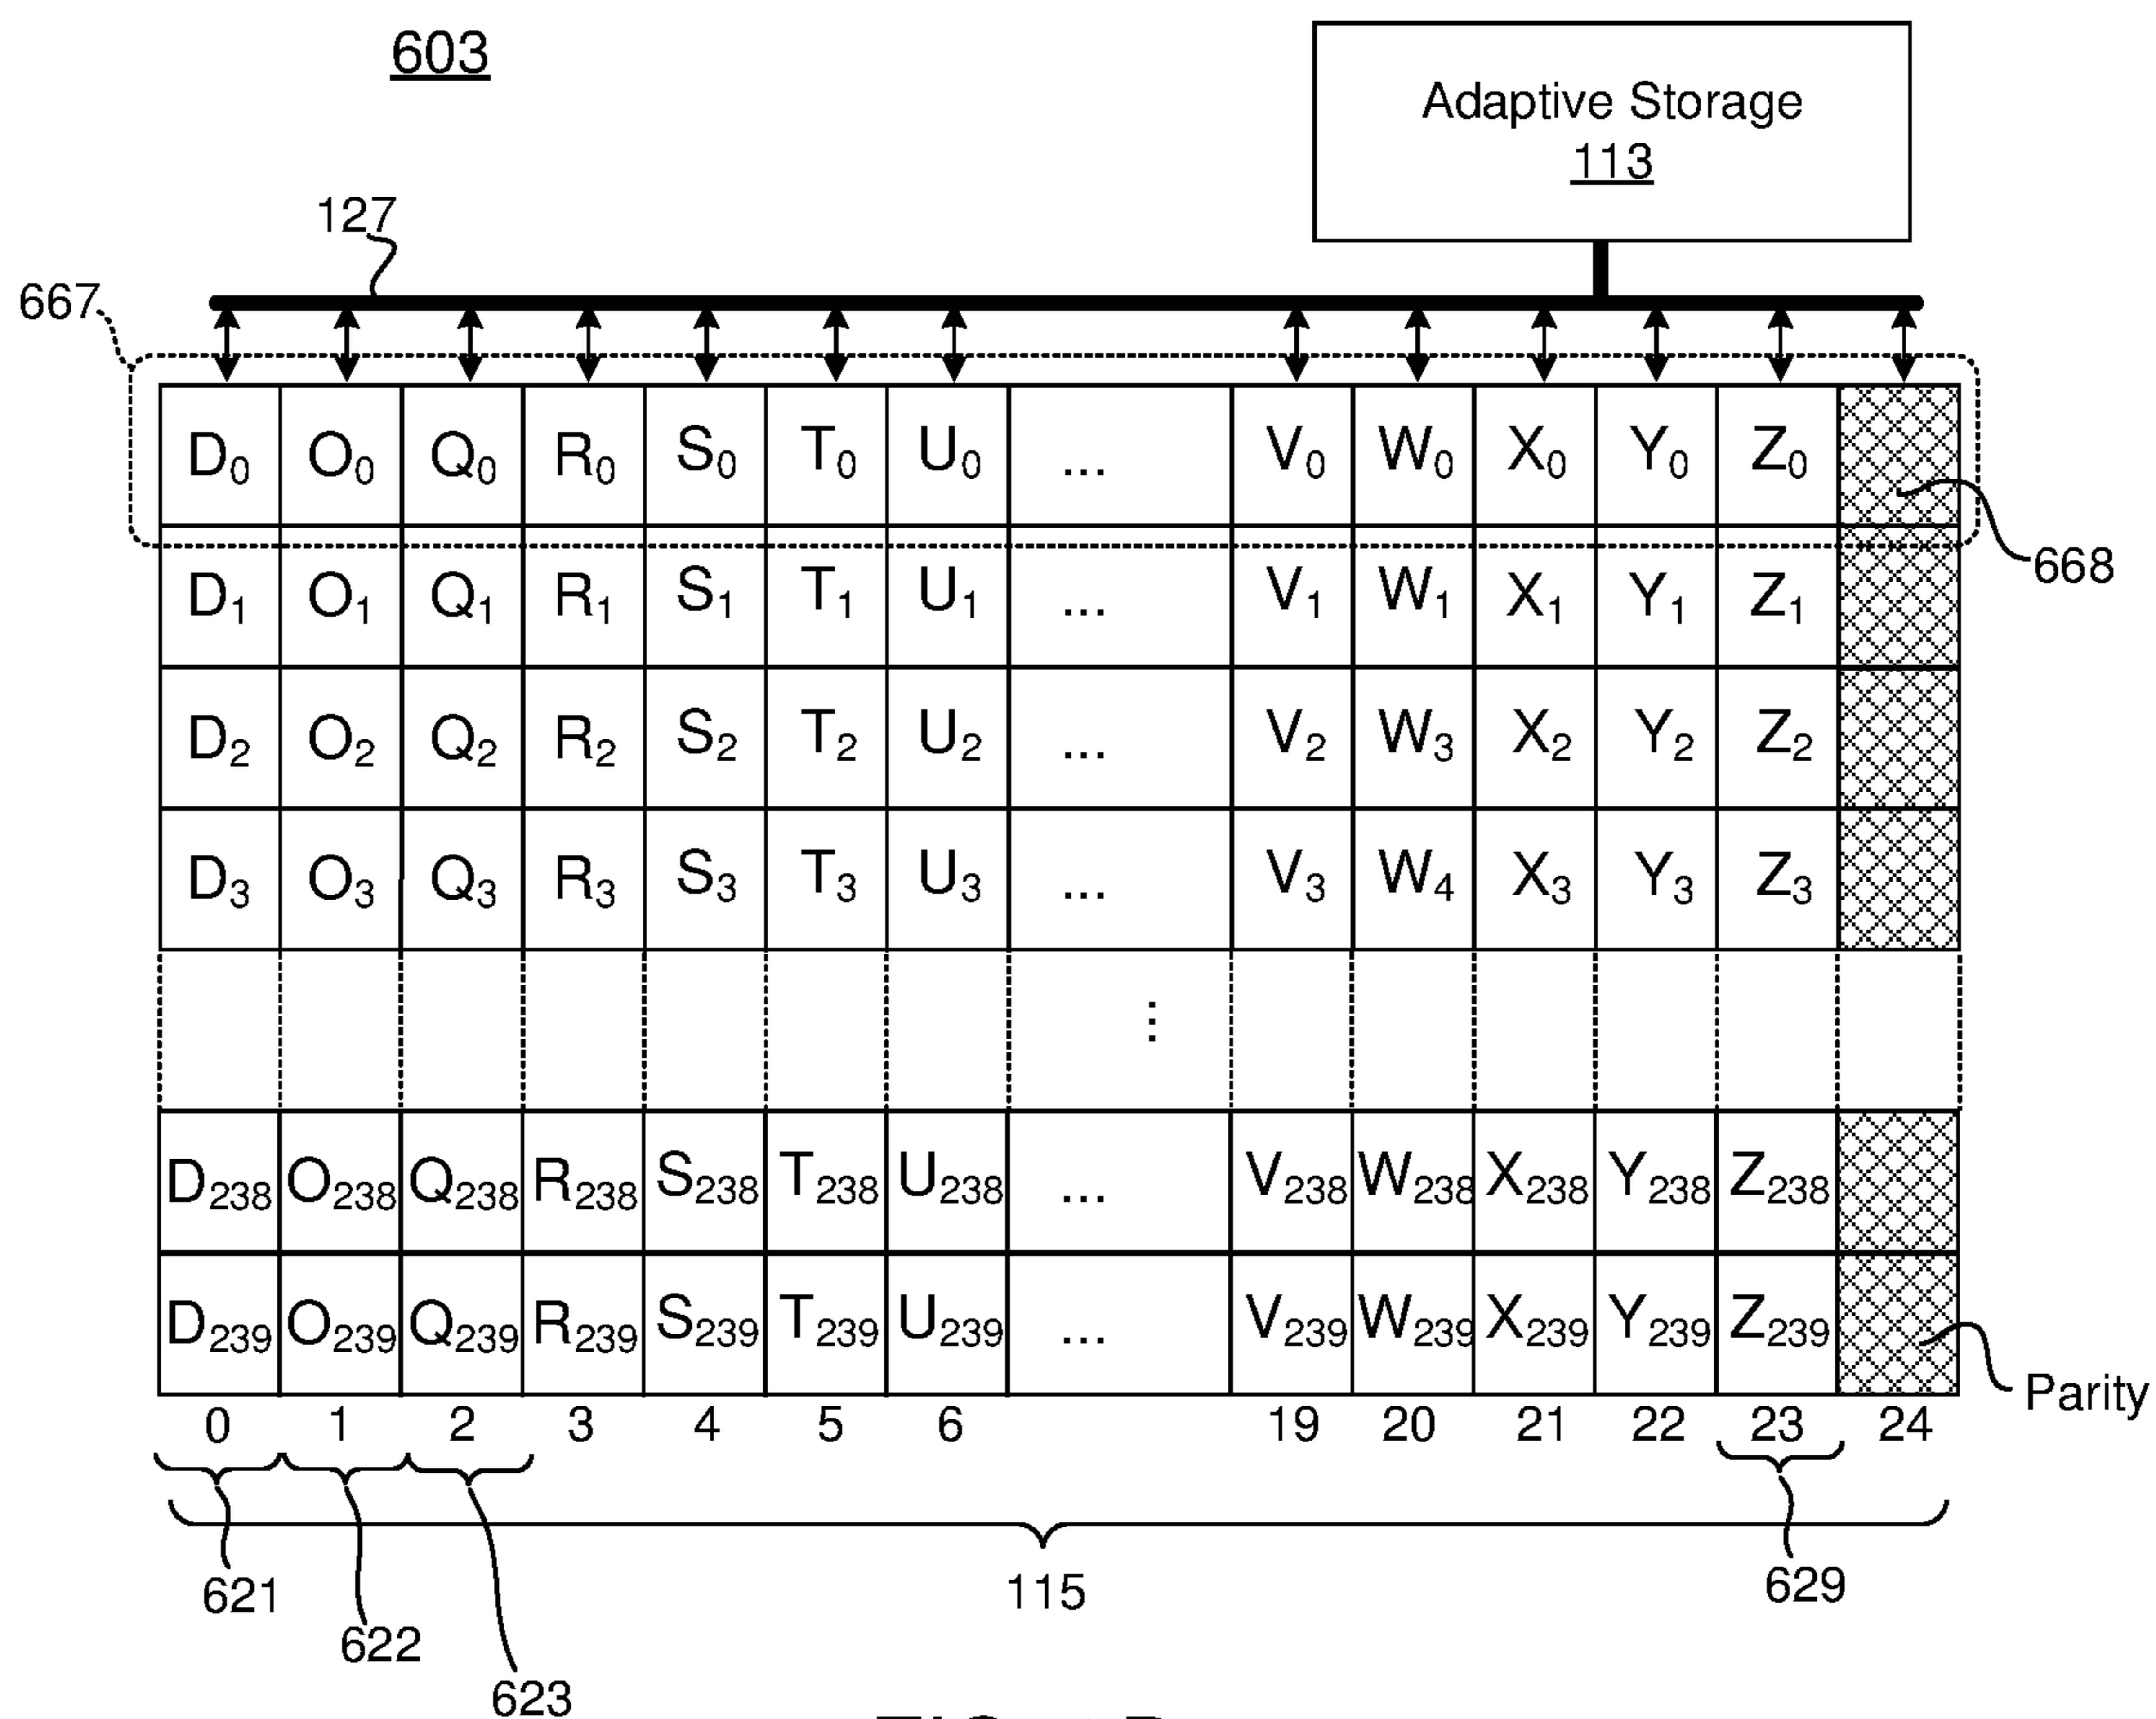 603
Adaptive Storage
113
127
667
D0 O0 Q0 R0 S0 T0 U0 ... V0 W0 X0 Y0 Z0
668
D1 O1 Q1 R1 S1 T1 U1 ... V1 W1 X1 Y1 Z1
D2 O2 Q2 R2 S2 T2 U2 ... V2 W3 X2 Y2 Z2
D3 O3 Q3 R3 S3 T3 U3 ... V3 W4 X3 Y3 Z3
⋮
D238 O238 Q238 R238 S238 T238 U238 ... V238 W238 X238 Y238 Z238
D239 O239 Q239 R239 S239 T239 U239 ... V239 W239 X239 Y239 Z239
Parity
0 1 2 3 4 5 6 19 20 21 22 23 24
621
622
623
115
629